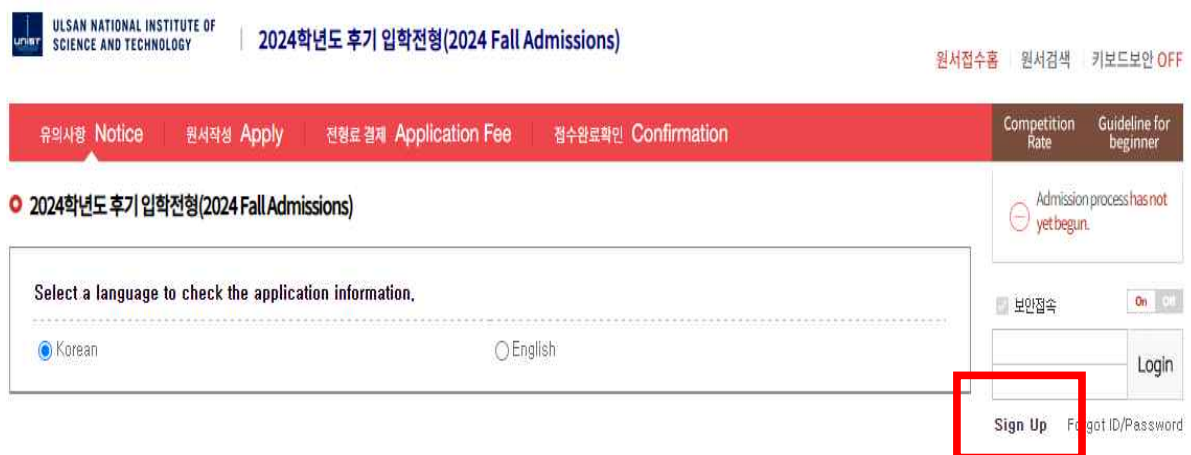 UNIST
ULSAN NATIONAL INSTITUTE OF
SCIENCE AND TECHNOLOGY
2024학년도 후기 입학전형(2024 Fall Admissions)
원서접수홈 원서검색 키보드보안 OFF
유의사항 Notice 원서작성 Apply 전형료 결제 Application Fee 접수완료확인 Confirmation
Competition Rate
Guideline for beginner
2024학년도 후기 입학전형(2024 Fall Admissions)
Admission process has not
yet begun.
Select a language to check the application information.
Korean English
보안접속 On Off
Login
Sign Up Forgot ID/Password